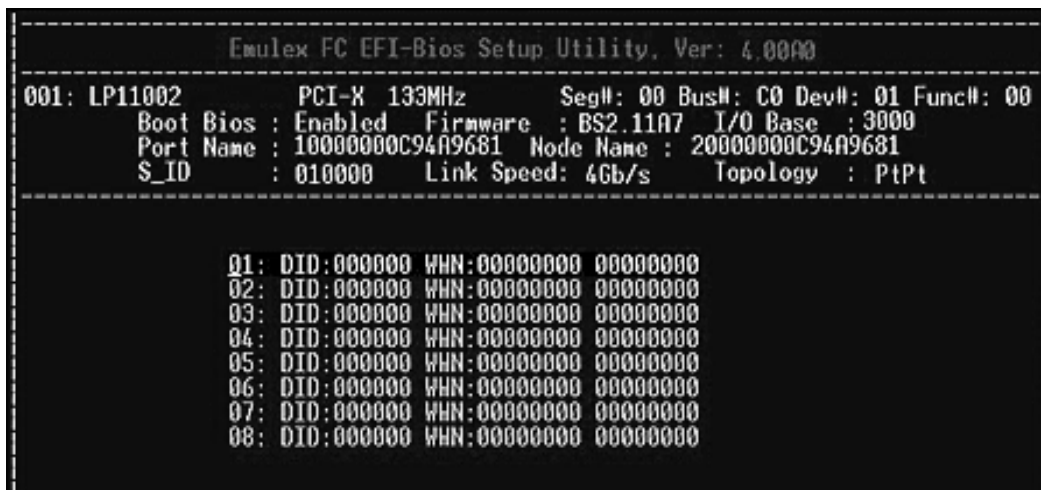 Emulex FC EFI-Bios Setup Utility, Ver: 4.00A0
001: LP11002 PCI-X 133MHz Seg#: 00 Bus#: C0 Dev#: 01 Func#: 00
Boot Bios : Enabled Firmware : BS2.11A7 I/O Base : 3000
Port Name : 10000000C94A9681 Node Name : 20000000C94A9681
S_ID : 010000 Link Speed: 4Gb/s Topology : PtPt
01: DID:000000 WWN:00000000 00000000
02: DID:000000 WWN:00000000 00000000
03: DID:000000 WWN:00000000 00000000
04: DID:000000 WWN:00000000 00000000
05: DID:000000 WWN:00000000 00000000
06: DID:000000 WWN:00000000 00000000
07: DID:000000 WWN:00000000 00000000
08: DID:000000 WWN:00000000 00000000